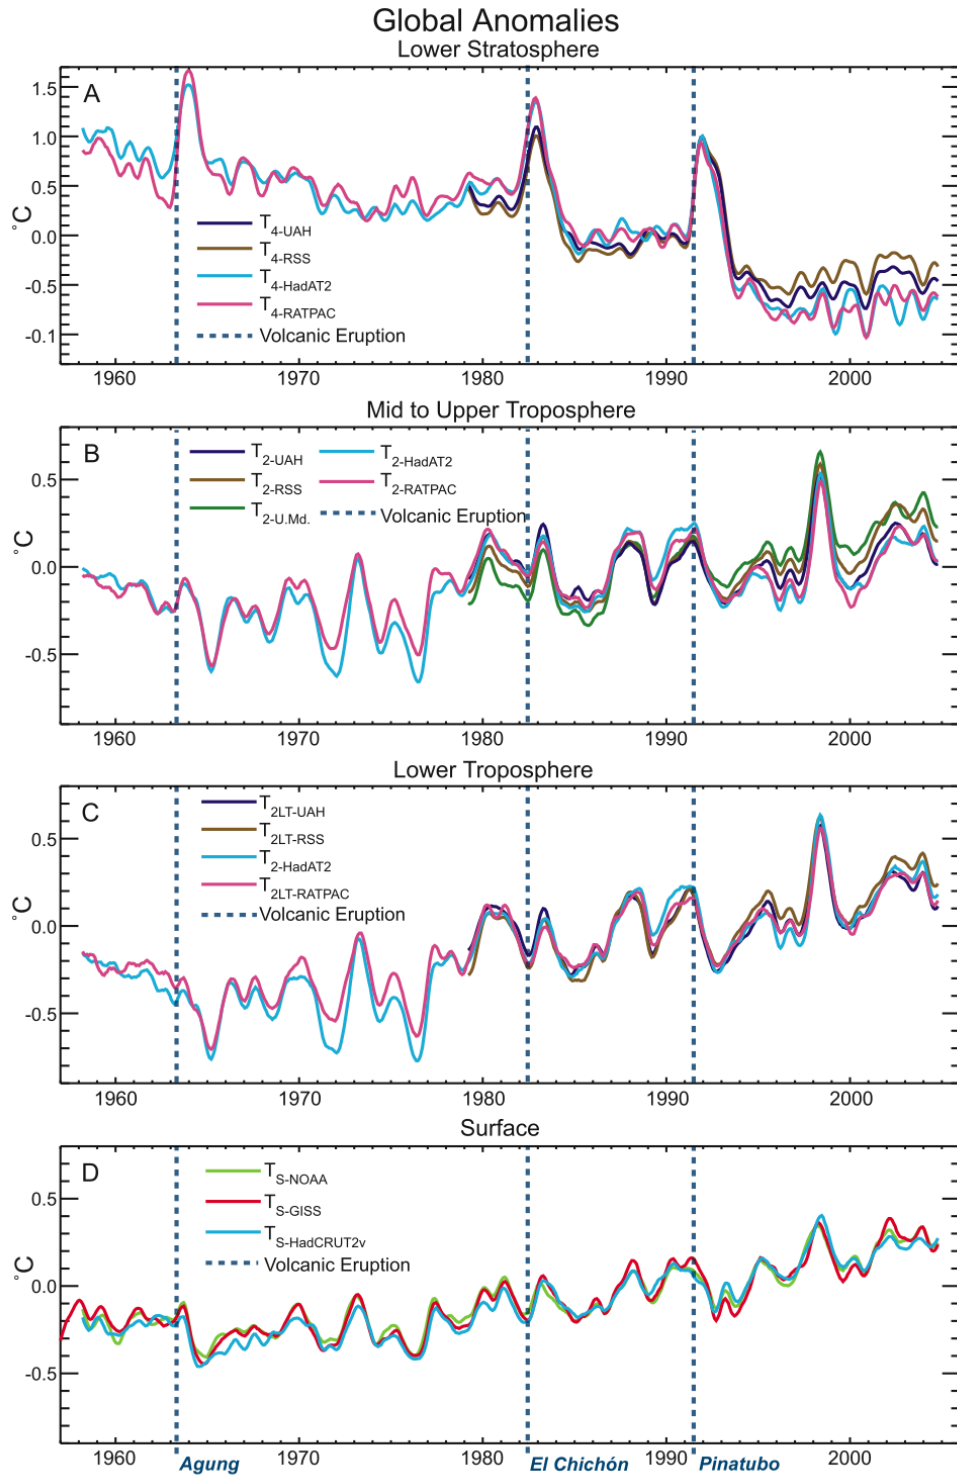 Global Anomalies
Lower Stratosphere
A
1.5
1.0
0.5
0.0
-0.5
-0.1
°C
T4-UAH
T4-RSS
T4-HadAT2
T4-RATPAC
Volcanic Eruption
1960 1970 1980 1990 2000
Mid to Upper Troposphere
B
0.5
0.0
-0.5
°C
T2-UAH T2-HadAT2
T2-RSS T2-RATPAC
T2-U.Md. Volcanic Eruption
1960 1970 1980 1990 2000
Lower Troposphere
C
0.5
0.0
-0.5
°C
T2LT-UAH
T2LT-RSS
T2-HadAT2
T2LT-RATPAC
Volcanic Eruption
1960 1970 1980 1990 2000
Surface
D
0.5
0.0
-0.5
°C
TS-NOAA
TS-GISS
TS-HadCRUT2v
Volcanic Eruption
1960 1970 1980 1990 2000
Agung El Chichón Pinatubo